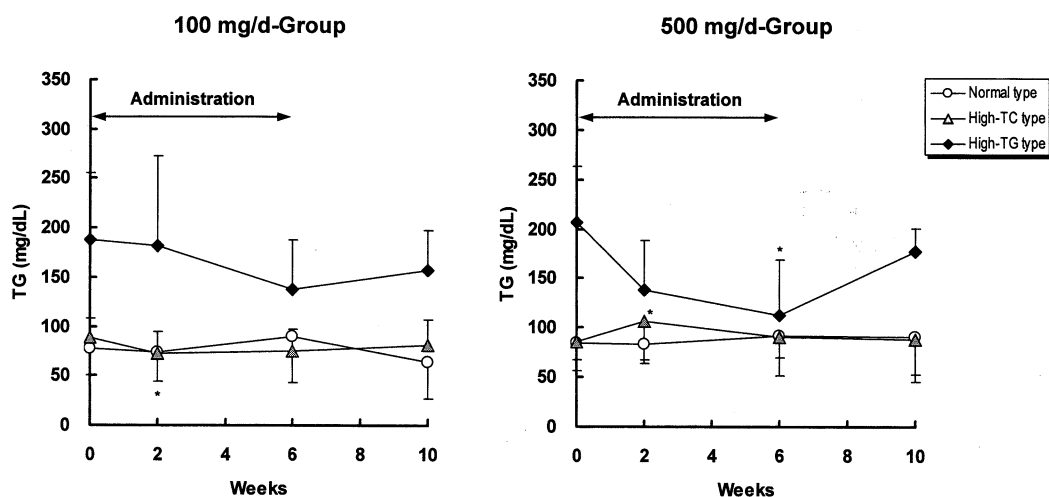 100 mg/d-Group
500 mg/d-Group
350
300
250
200
150
100
50
0
TG (mg/dL)
Administration
*
0 2 4 6 8 10
Weeks
350
300
250
200
150
100
50
0
TG (mg/dL)
Administration
*
*
0 2 4 6 8 10
Weeks
Normal type
High-TC type
High-TG type